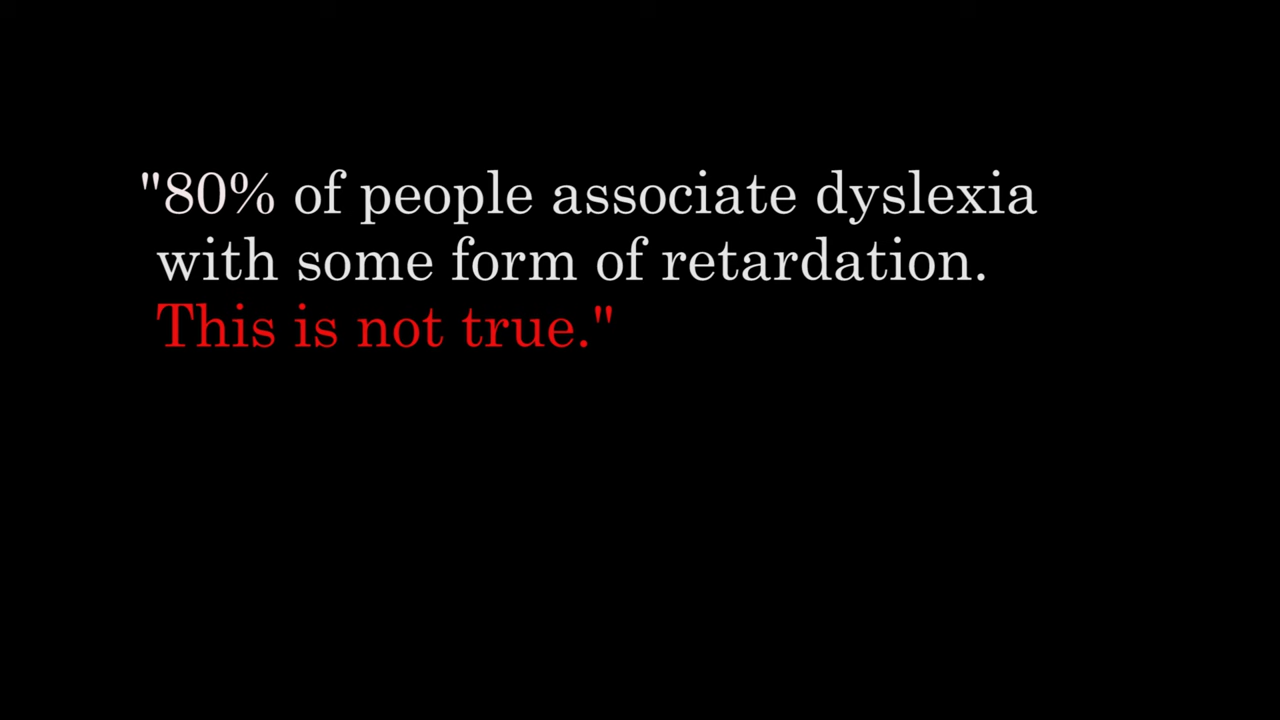 "80% of people associate dyslexia
with some form of retardation.
This is not true."